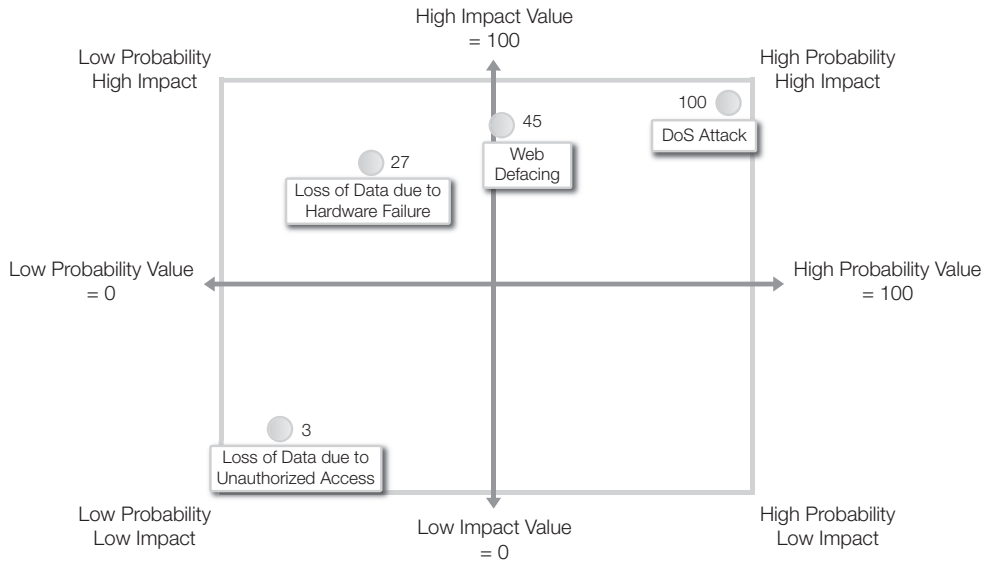 High Impact Value
= 100
Low Probability
High Impact
High Probability
High Impact
100
DoS Attack
45
Web
Defacing
27
Loss of Data due to
Hardware Failure
Low Probability Value
= 0
High Probability Value
= 100
3
Loss of Data due to
Unauthorized Access
Low Probability
Low Impact
Low Impact Value
= 0
High Probability
Low Impact